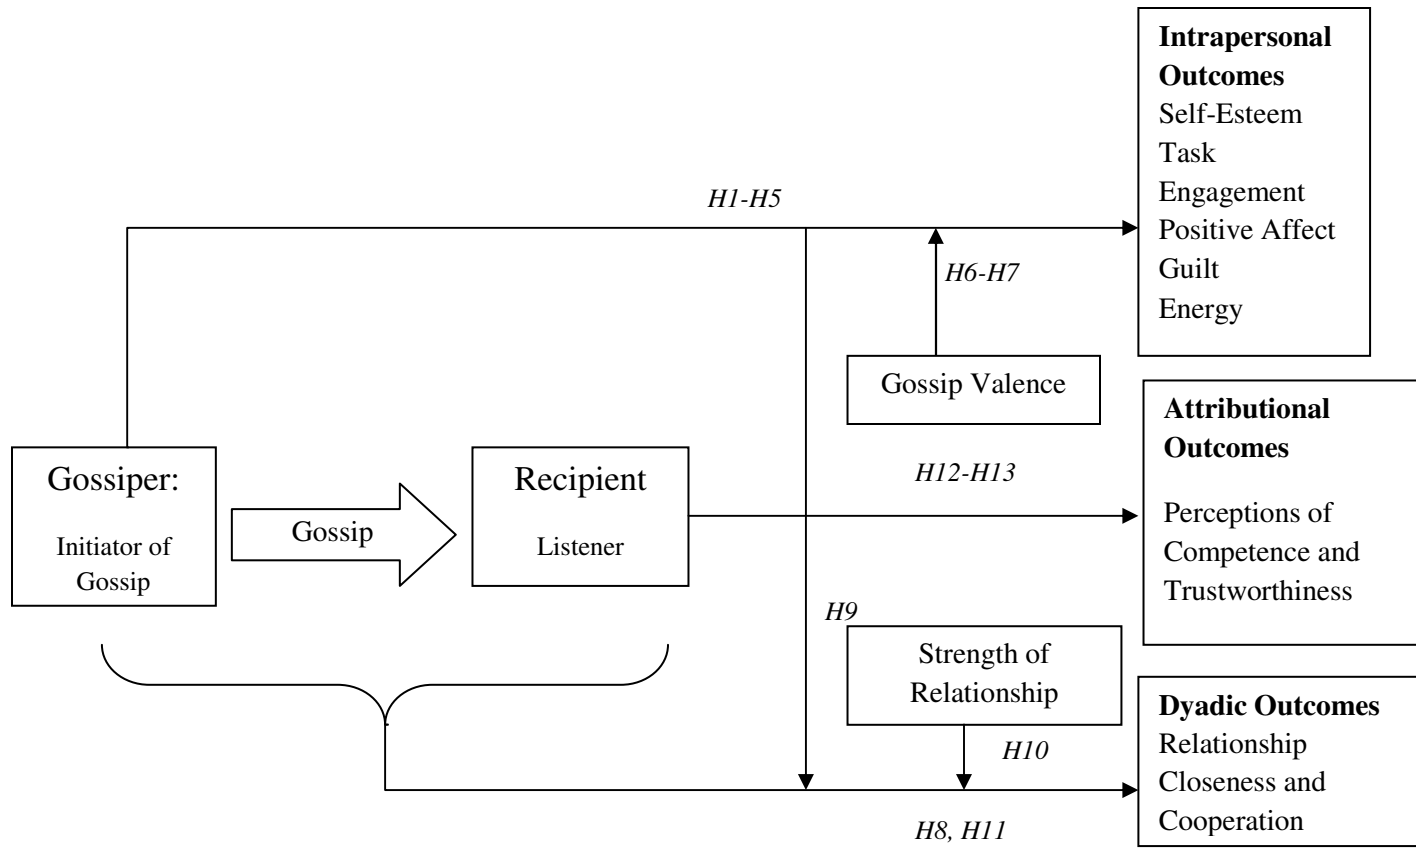 Intrapersonal
Outcomes
Self-Esteem
Task
Engagement
Positive Affect
Guilt
Energy
H1-H5
H6-H7
Gossip Valence
Attributional
Outcomes
Perceptions of
Competence and
Trustworthiness
H12-H13
Gossiper:
Initiator of
Gossip
Gossip
Recipient
Listener
H9
Strength of
Relationship
H10
Dyadic Outcomes
Relationship
Closeness and
Cooperation
H8, H11